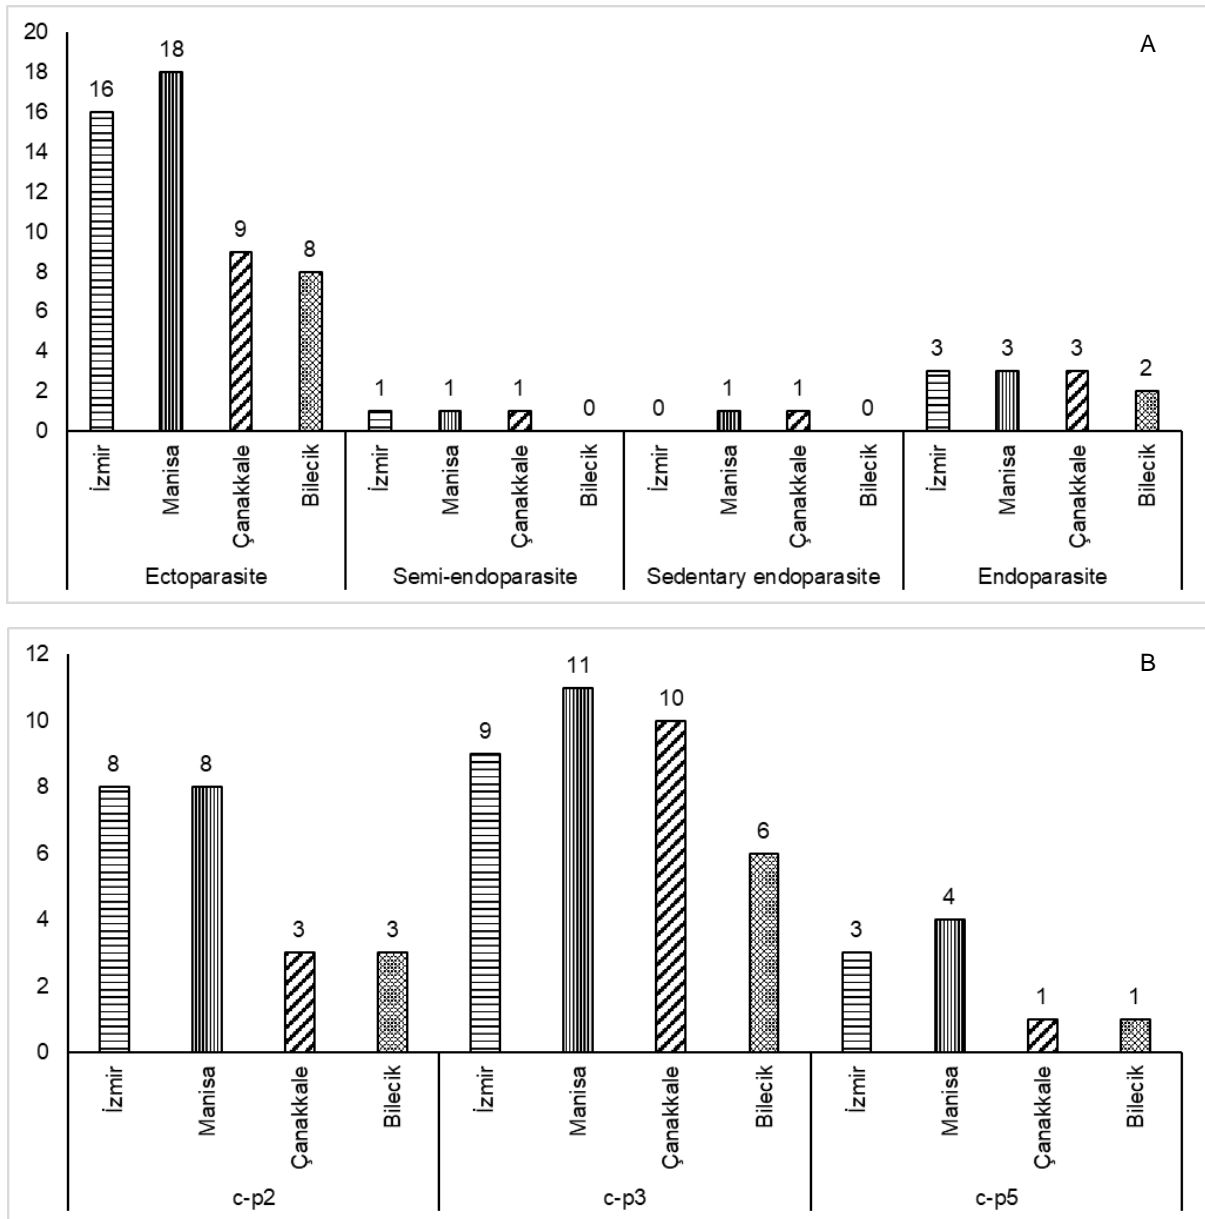 A
20
18
16
14
12
10
8
6
4
2
0
16 18 9 8 1 1 1 0 0 1 1 0 3 3 3 2
İzmir Manisa Çanakkale Bilecik İzmir Manisa Çanakkale Bilecik İzmir Manisa Çanakkale Bilecik İzmir Manisa Çanakkale Bilecik
Ectoparasite Semi-endoparasite Sedentary endoparasite Endoparasite
B
12
10
8
6
4
2
0
8 8 3 3 9 11 10 6 3 4 1 1
İzmir Manisa Çanakkale Bilecik İzmir Manisa Çanakkale Bilecik İzmir Manisa Çanakkale Bilecik
c-p2 c-p3 c-p5